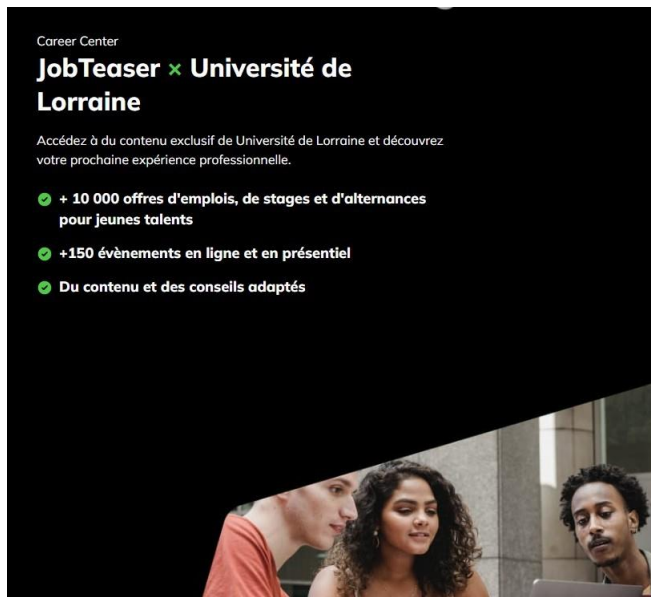 Career Center
JobTeaser × Université de
Lorraine
Accédez à du contenu exclusif de Université de Lorraine et découvrez
votre prochaine expérience professionnelle.
+ 10 000 offres d'emplois, de stages et d'alternances
pour jeunes talents
+150 évènements en ligne et en présentiel
Du contenu et des conseils adaptés